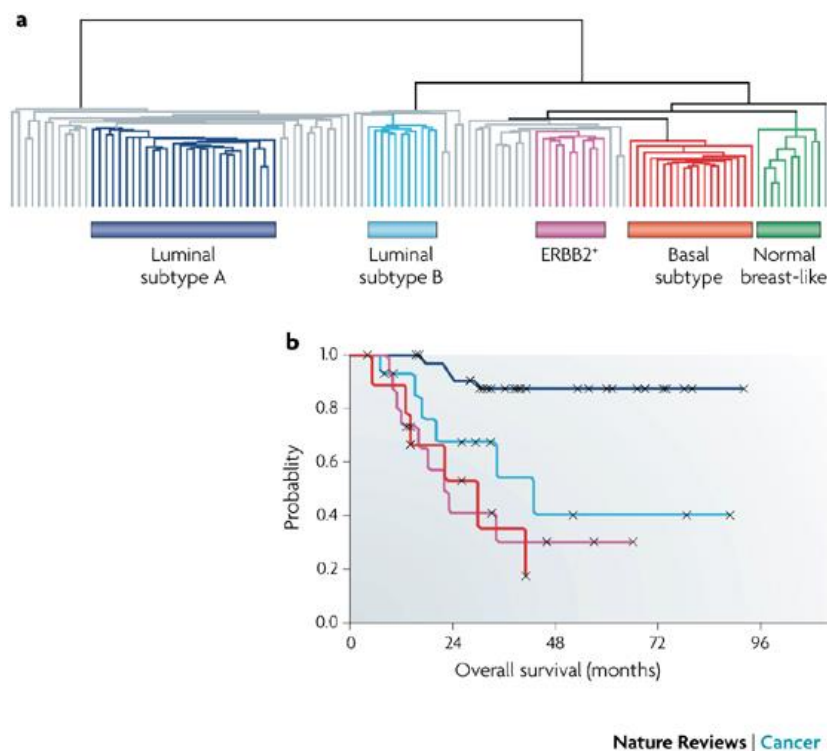 a
Luminal
subtype A
Luminal
subtype B
ERBB2⁺
Basal
subtype
Normal
breast-like
b
1.0
0.8
0.6
0.4
0.2
0.0
Probablity
0 24 48 72 96
Overall survival (months)
Nature Reviews | Cancer